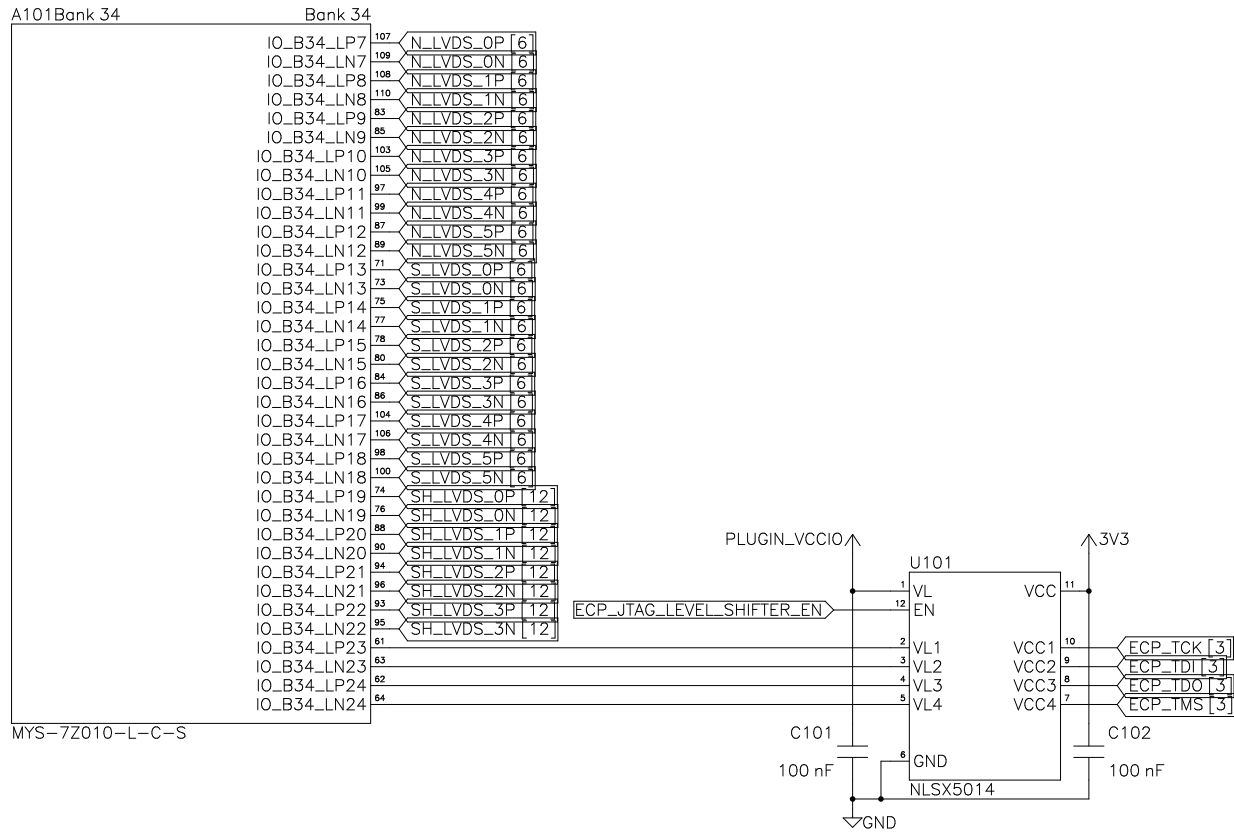 A101Bank 34 Bank 34
IO_B34_LP7 107 N_LVDS_0P [6]
IO_B34_LN7 109 N_LVDS_0N [6]
IO_B34_LP8 108 N_LVDS_1P [6]
IO_B34_LN8 110 N_LVDS_1N [6]
IO_B34_LP9 83 N_LVDS_2P [6]
IO_B34_LN9 85 N_LVDS_2N [6]
IO_B34_LP10 103 N_LVDS_3P [6]
IO_B34_LN10 105 N_LVDS_3N [6]
IO_B34_LP11 97 N_LVDS_4P [6]
IO_B34_LN11 99 N_LVDS_4N [6]
IO_B34_LP12 87 N_LVDS_5P [6]
IO_B34_LN12 89 N_LVDS_5N [6]
IO_B34_LP13 71 S_LVDS_0P [6]
IO_B34_LN13 73 S_LVDS_0N [6]
IO_B34_LP14 75 S_LVDS_1P [6]
IO_B34_LN14 77 S_LVDS_1N [6]
IO_B34_LP15 78 S_LVDS_2P [6]
IO_B34_LN15 80 S_LVDS_2N [6]
IO_B34_LP16 84 S_LVDS_3P [6]
IO_B34_LN16 86 S_LVDS_3N [6]
IO_B34_LP17 104 S_LVDS_4P [6]
IO_B34_LN17 106 S_LVDS_4N [6]
IO_B34_LP18 98 S_LVDS_5P [6]
IO_B34_LN18 100 S_LVDS_5N [6]
IO_B34_LP19 74 SH_LVDS_0P [12]
IO_B34_LN19 76 SH_LVDS_0N [12]
IO_B34_LP20 88 SH_LVDS_1P [12]
IO_B34_LN20 90 SH_LVDS_1N [12]
IO_B34_LP21 94 SH_LVDS_2P [12]
IO_B34_LN21 96 SH_LVDS_2N [12]
IO_B34_LP22 93 SH_LVDS_3P [12]
IO_B34_LN22 95 SH_LVDS_3N [12]
IO_B34_LP23 61
IO_B34_LN23 63
IO_B34_LP24 62
IO_B34_LN24 64
MYS-7Z010-L-C-S
PLUGIN_VCCIO 3V3
U101
1 VL VCC 11
ECP_JTAG_LEVEL_SHIFTER_EN 12 EN
2 VL1 VCC1 10 ECP_TCK [3]
3 VL2 VCC2 9 ECP_TDI [3]
4 VL3 VCC3 8 ECP_TDO [3]
5 VL4 VCC4 7 ECP_TMS [3]
C101 C102
6 GND
100 nF 100 nF
NLSX5014
GND